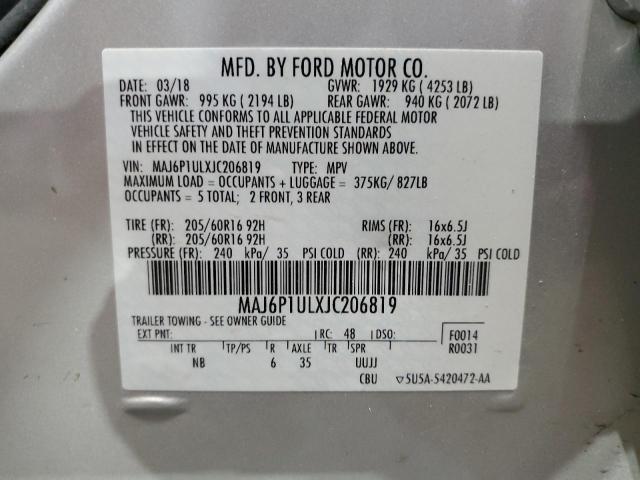 MFD. BY FORD MOTOR CO.
DATE: 03/18 GVWR: 1929 KG ( 4253 LB)
FRONT GAWR: 995 KG ( 2194 LB) REAR GAWR: 940 KG ( 2072 LB)
THIS VEHICLE CONFORMS TO ALL APPLICABLE FEDERAL MOTOR
VEHICLE SAFETY AND THEFT PREVENTION STANDARDS
IN EFFECT ON THE DATE OF MANUFACTURE SHOWN ABOVE.
VIN: MAJ6P1ULXJC206819 TYPE: MPV
MAXIMUM LOAD = OCCUPANTS + LUGGAGE = 375KG/ 827LB
OCCUPANTS = 5 TOTAL; 2 FRONT, 3 REAR
TIRE (FR): 205/60R16 92H RIMS (FR): 16x6.5J
(RR): 205/60R16 92H (RR): 16x6.5J
PRESSURE (FR): 240 kPa/ 35 PSI COLD (RR): 240 kPa/ 35 PSI COLD
MAJ6P1ULXJC206819
TRAILER TOWING - SEE OWNER GUIDE
EXT PNT: RC: 48 DSO: F0014
INT TR TP/PS R AXLE TR SPR R0031
NB 6 35 UUJJ
CBU ▽5U5A-5420472-AA